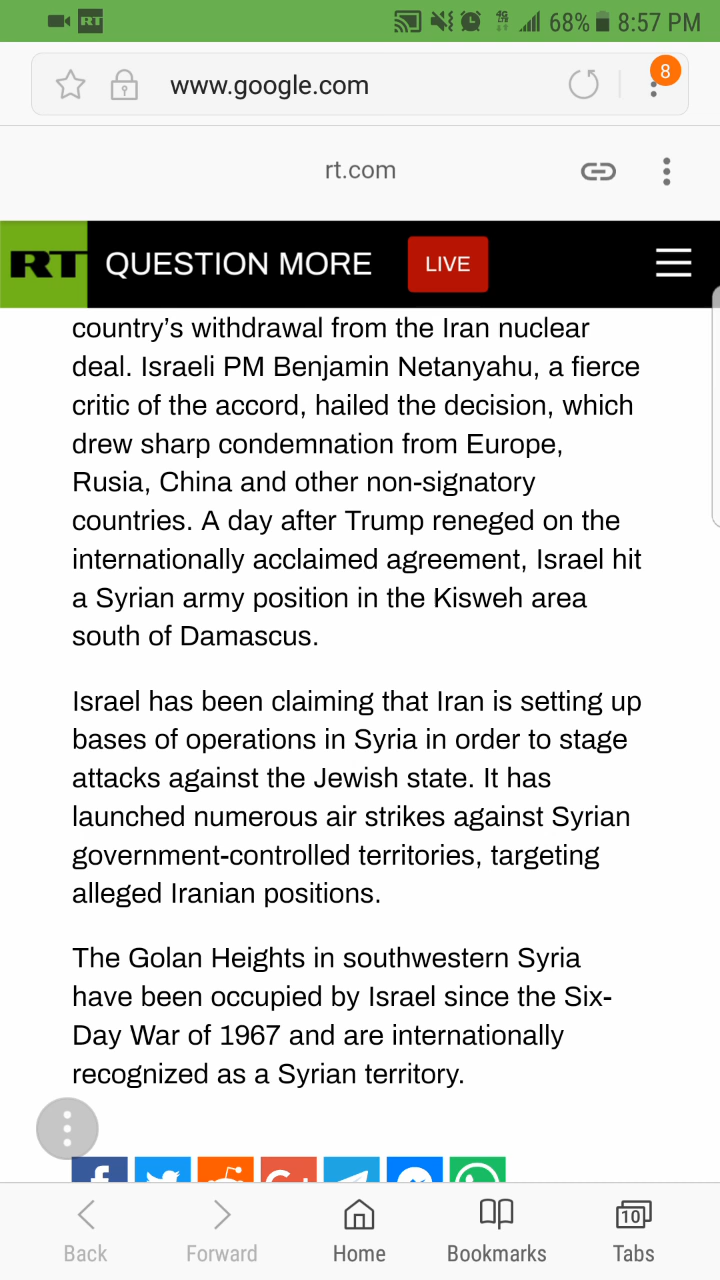 RT
4G
68%
8:57 PM
www.google.com
8
rt.com
RT QUESTION MORE LIVE
country's withdrawal from the Iran nuclear
deal. Israeli PM Benjamin Netanyahu, a fierce
critic of the accord, hailed the decision, which
drew sharp condemnation from Europe,
Rusia, China and other non-signatory
countries. A day after Trump reneged on the
internationally acclaimed agreement, Israel hit
a Syrian army position in the Kisweh area
south of Damascus.
Israel has been claiming that Iran is setting up
bases of operations in Syria in order to stage
attacks against the Jewish state. It has
launched numerous air strikes against Syrian
government-controlled territories, targeting
alleged Iranian positions.
The Golan Heights in southwestern Syria
have been occupied by Israel since the Six-
Day War of 1967 and are internationally
recognized as a Syrian territory.
10
Back Forward Home Bookmarks Tabs